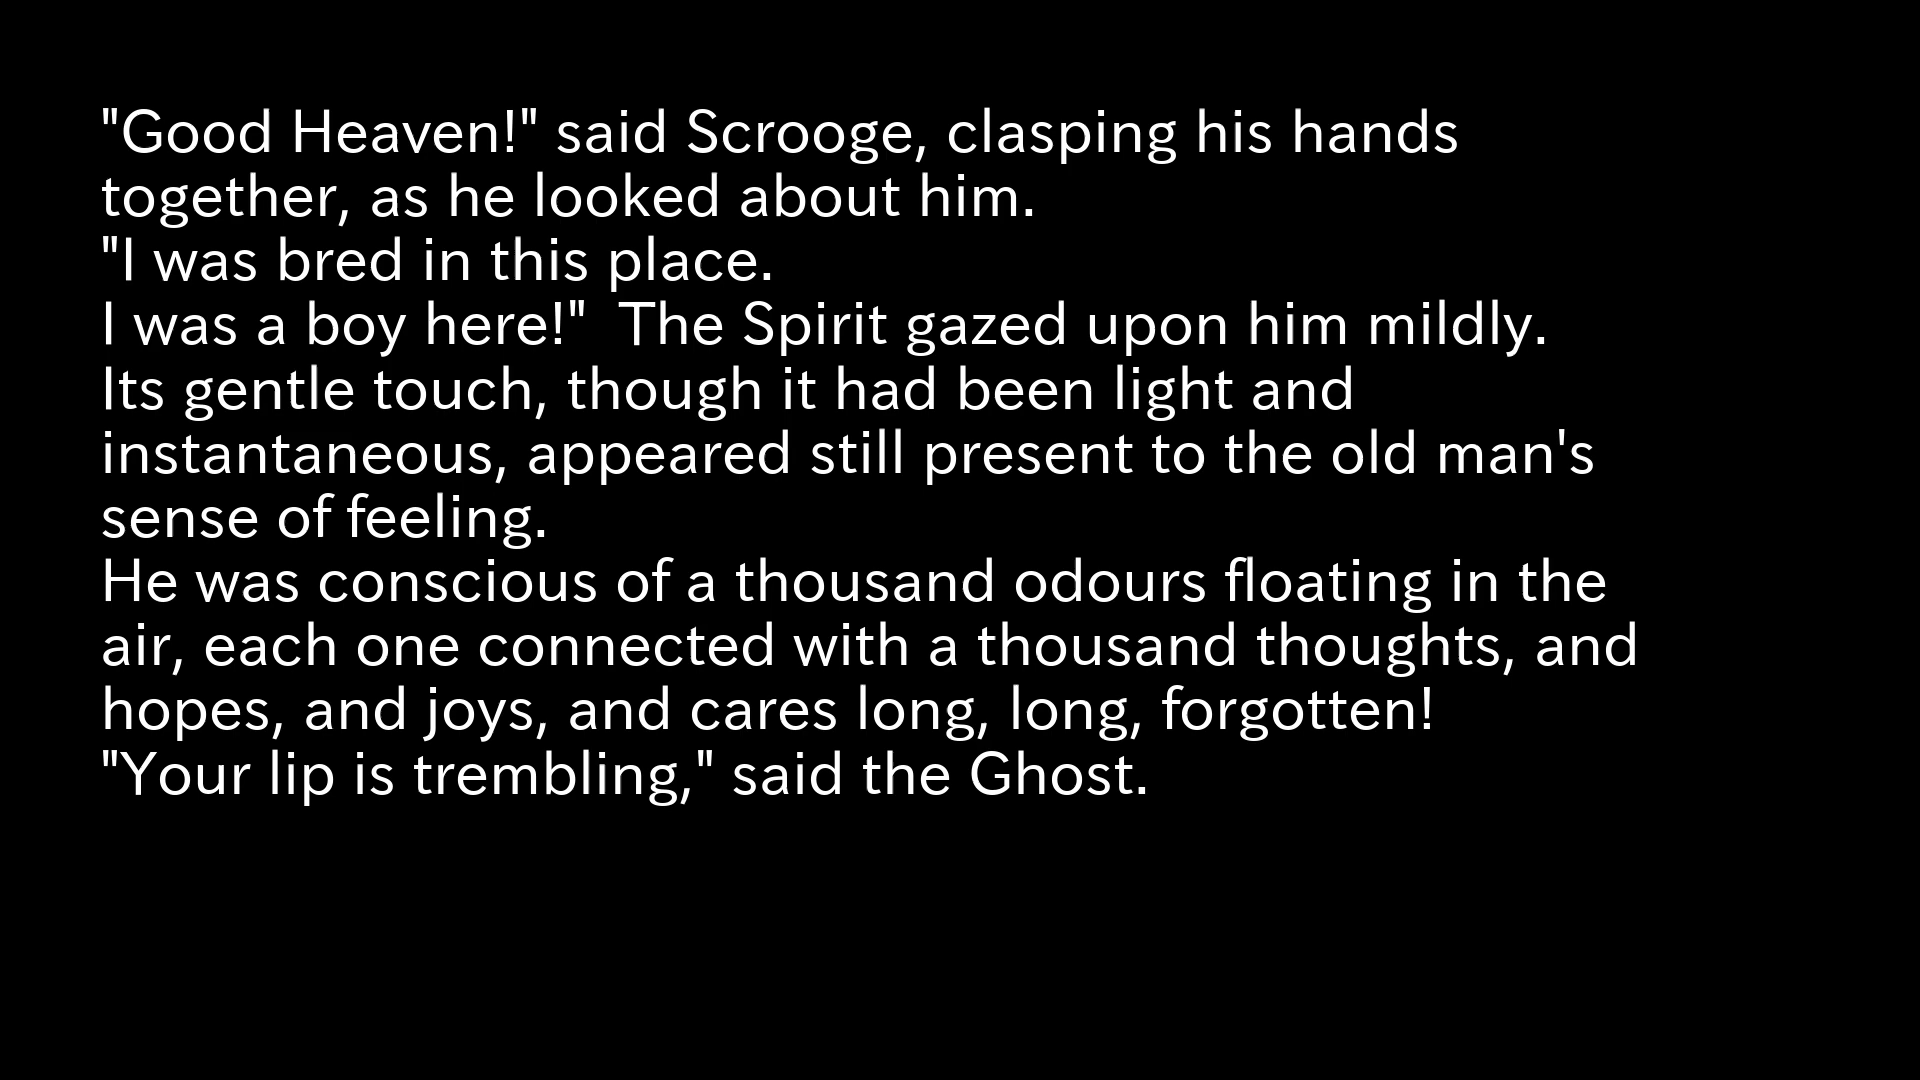 "Good Heaven!" said Scrooge, clasping his hands
together, as he looked about him.
"I was bred in this place.
I was a boy here!"  The Spirit gazed upon him mildly.
Its gentle touch, though it had been light and
instantaneous, appeared still present to the old man's
sense of feeling.
He was conscious of a thousand odours floating in the
air, each one connected with a thousand thoughts, and
hopes, and joys, and cares long, long, forgotten!
"Your lip is trembling," said the Ghost.